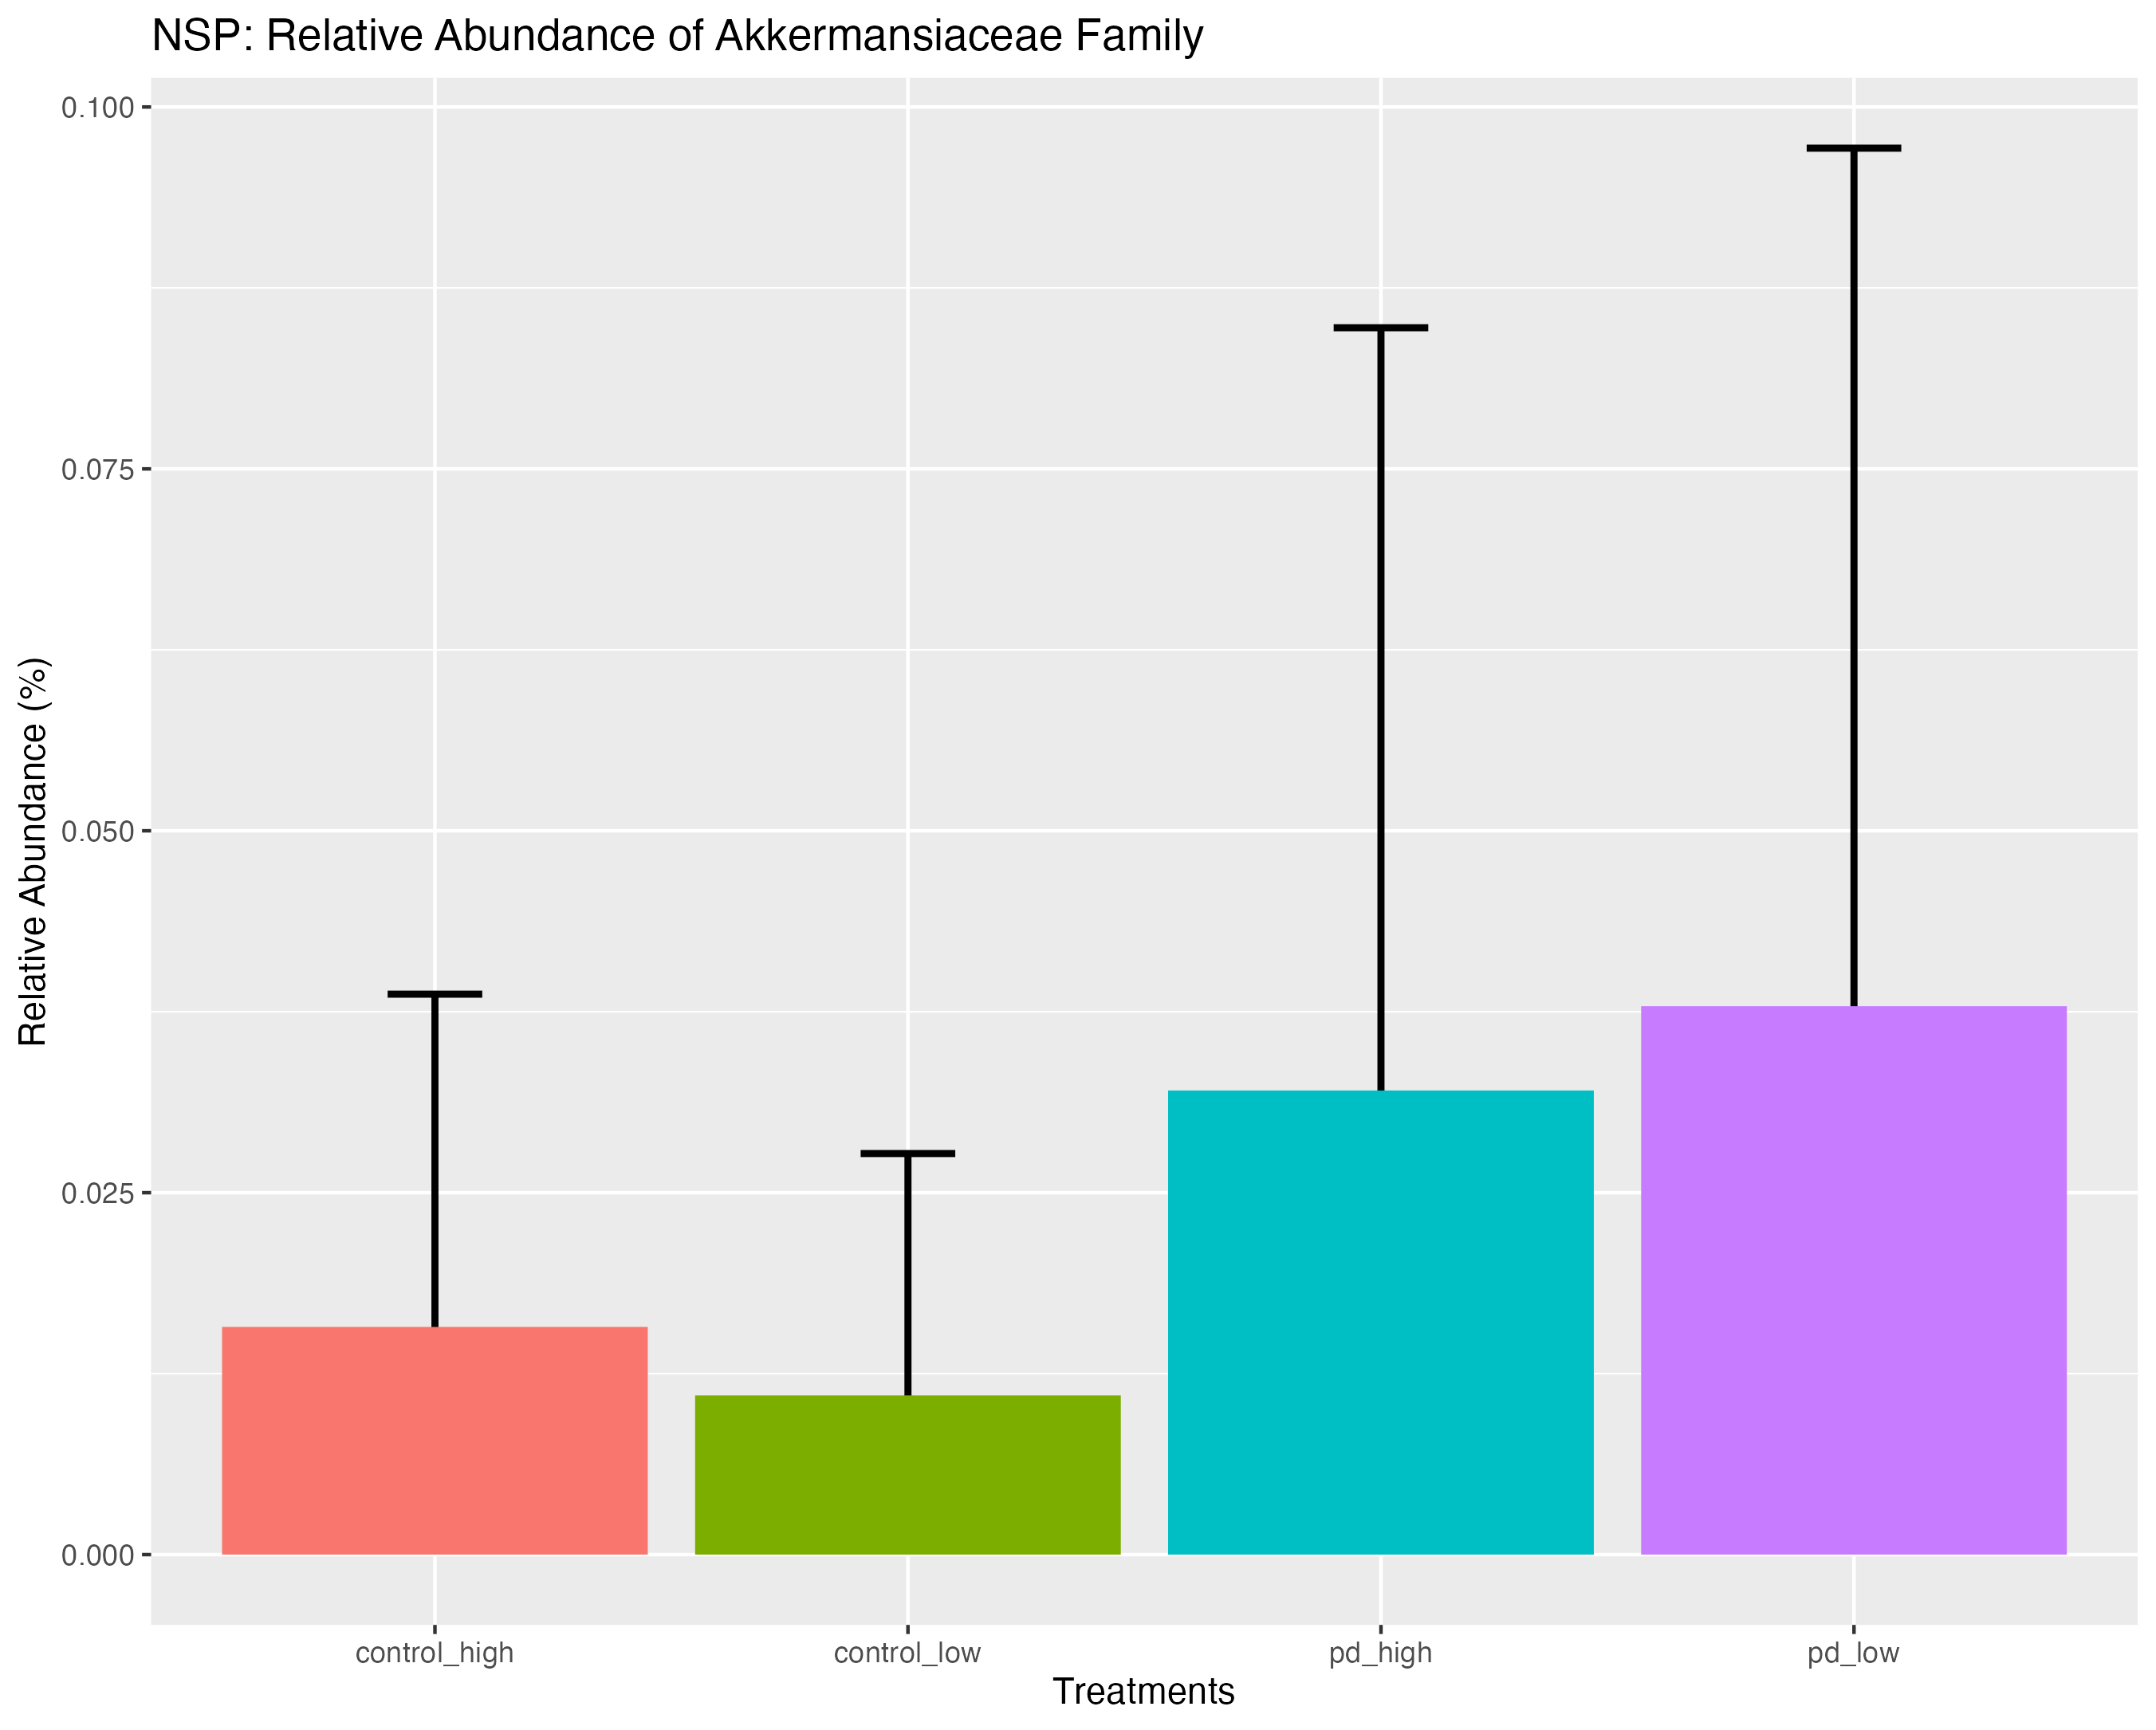 NSP: Relative Abundance of Akkermansiaceae Family
Relative Abundance (%)
0.100
0.075
0.050
0.025
0.000
control_high control_low pd_high pd_low
Treatments